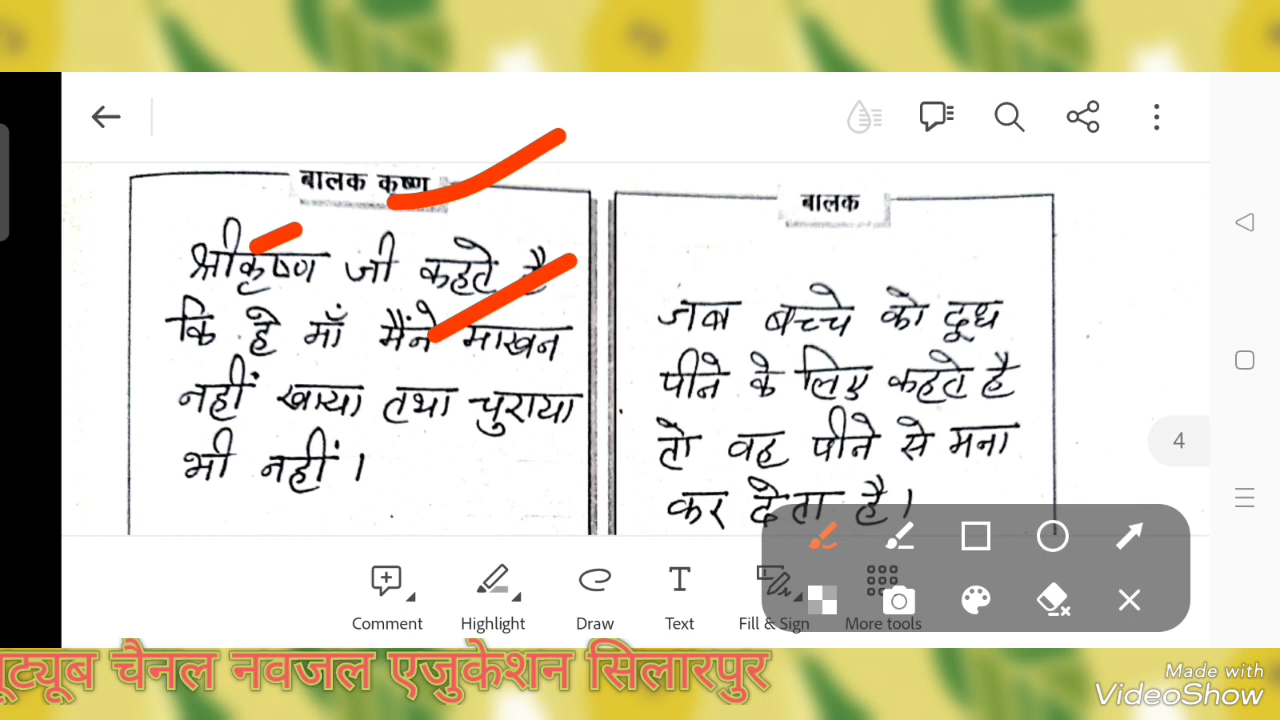 बालक कृष्ण
श्रीकृष्ण जी कहते है
कि हे माँ मैंने माखन
नहीं खाया तथा चुराया
भी नहीं।
बालक
जब बच्चे को दूध
पीने के लिए कहते है
तो वह पीने से मना
कर देता है।
4
Comment
Highlight
Draw
Text
Fill & Sign
More tools
यूट्यूब चैनल नवजल एजुकेशन सिलारपुर
Made with
VideoShow